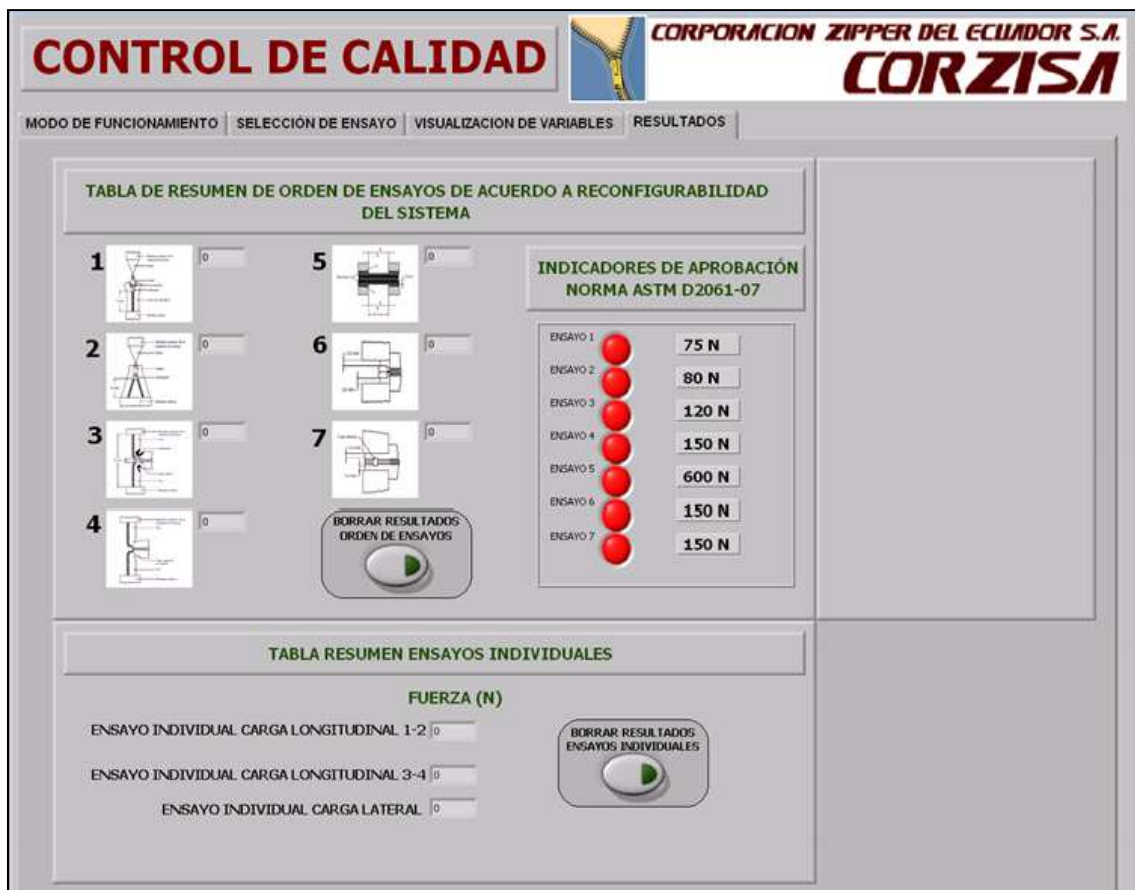 CONTROL DE CALIDAD
CORPORACION ZIPPER DEL ECUADOR S.A.
CORZISA
MODO DE FUNCIONAMIENTO
SELECCIÓN DE ENSAYO
VISUALIZACION DE VARIABLES
RESULTADOS
TABLA DE RESUMEN DE ORDEN DE ENSAYOS DE ACUERDO A RECONFIGURABILIDAD
DEL SISTEMA
1
0
2
0
3
0
4
0
5
0
6
0
7
0
BORRAR RESULTADOS
ORDEN DE ENSAYOS
INDICADORES DE APROBACIÓN
NORMA ASTM D2061-07
ENSAYO 1 75 N
ENSAYO 2 80 N
ENSAYO 3 120 N
ENSAYO 4 150 N
ENSAYO 5 600 N
ENSAYO 6 150 N
ENSAYO 7 150 N
TABLA RESUMEN ENSAYOS INDIVIDUALES
FUERZA (N)
ENSAYO INDIVIDUAL CARGA LONGITUDINAL 1-2 0
ENSAYO INDIVIDUAL CARGA LONGITUDINAL 3-4 0
ENSAYO INDIVIDUAL CARGA LATERAL 0
BORRAR RESULTADOS
ENSAYOS INDIVIDUALES